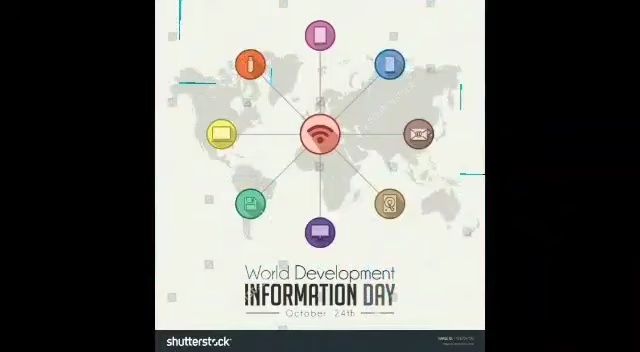 World Development
INFORMATION DAY
October 24th
shutterstock